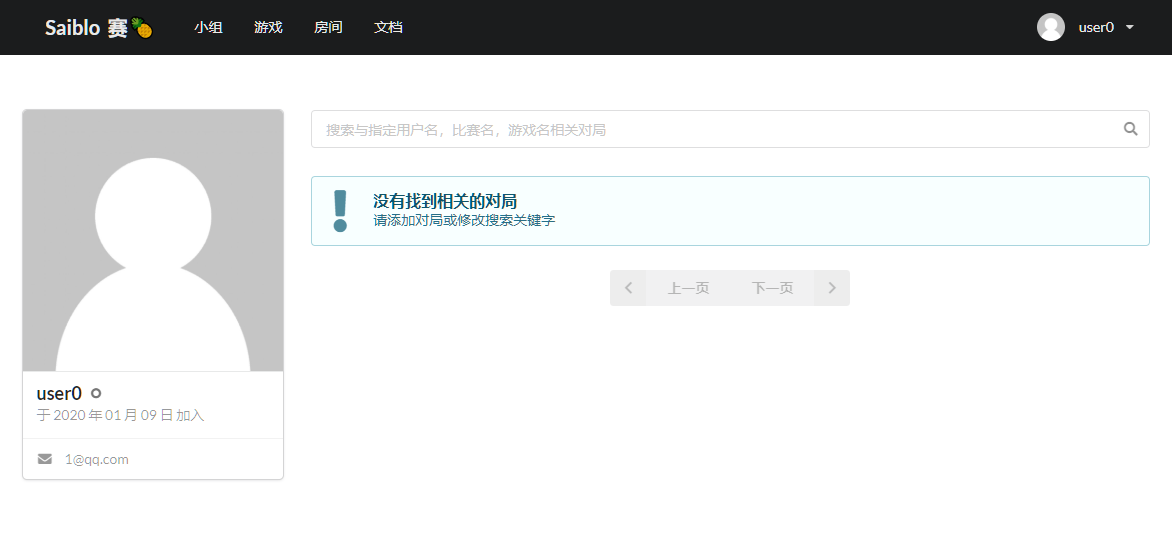 Saiblo 赛🍍 小组 游戏 房间 文档 user0
搜索与指定用户名，比赛名，游戏名相关对局
没有找到相关的对局
请添加对局或修改搜索关键字
上一页 下一页
user0
于 2020 年 01 月 09 日 加入
1@qq.com